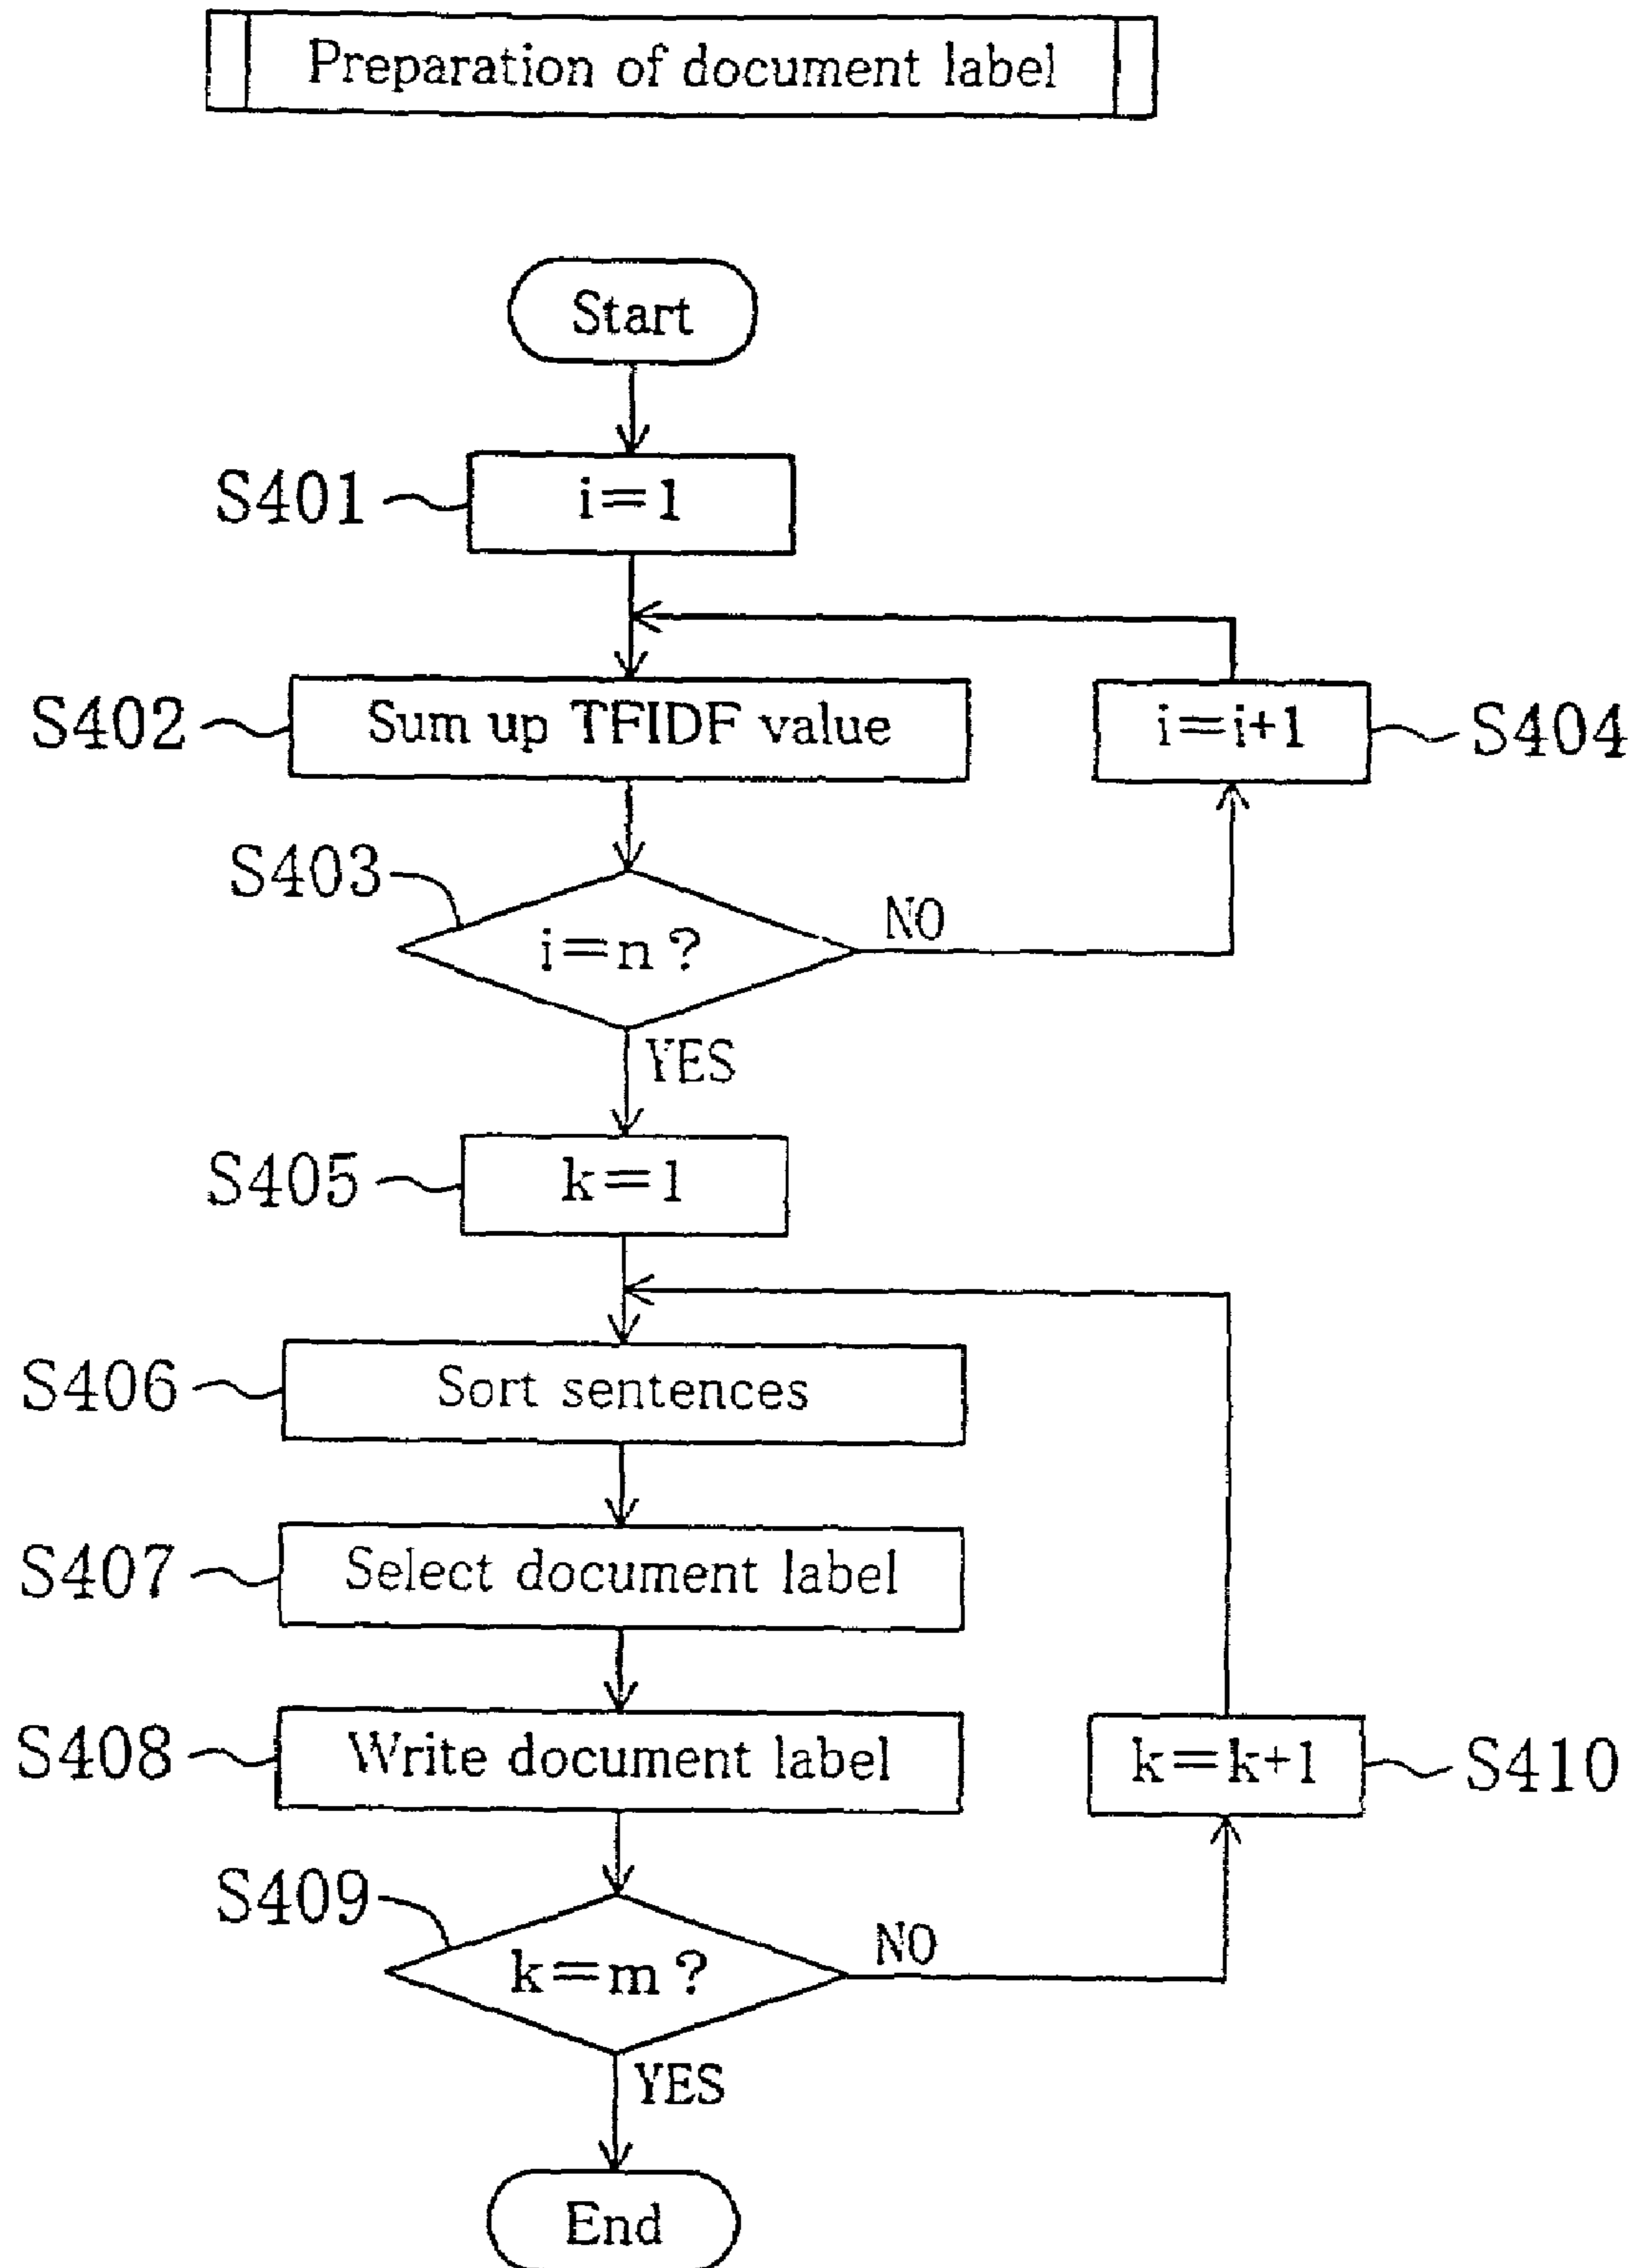 Preparation of document label
Start
S401
i=1
S402
Sum up TFIDF value
i=i+1
S404
S403
i=n?
NO
YES
S405
k=1
S406
Sort sentences
S407
Select document label
S408
Write document label
k=k+1
S410
S409
k=m?
NO
YES
End